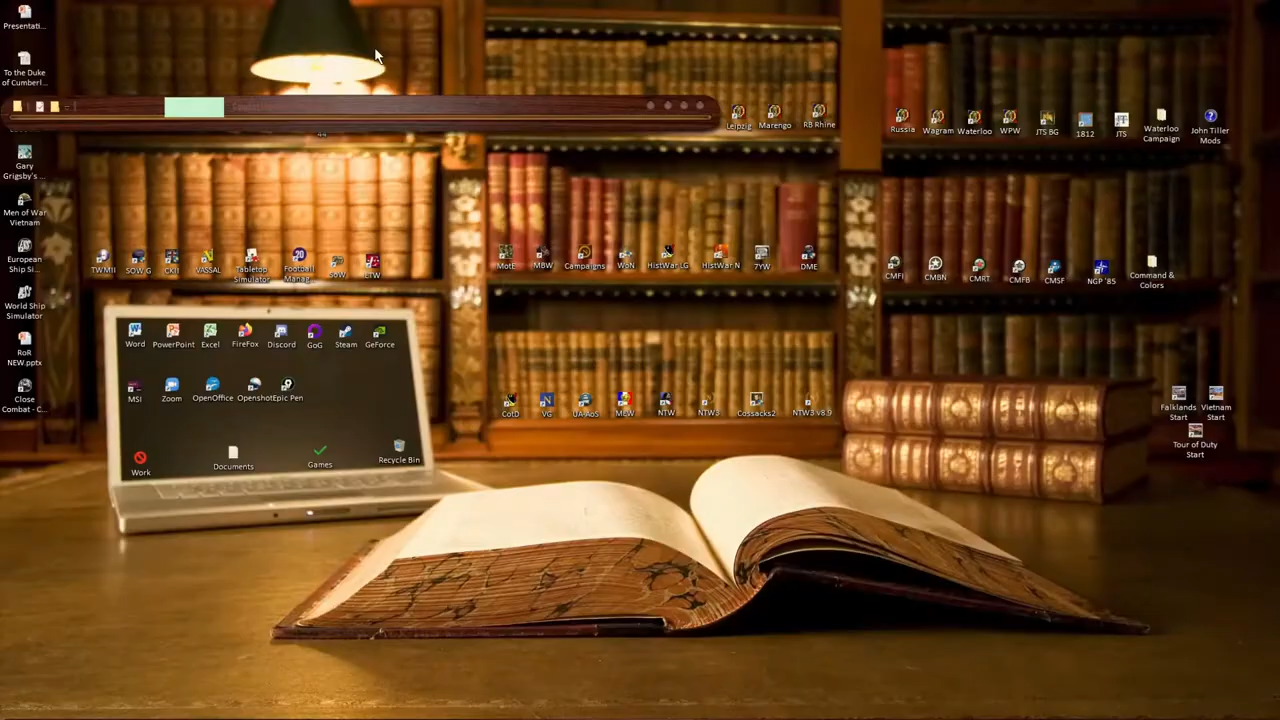 Presentati...
To the Duke
of Cumberl...
Leipzig
Marengo
RB Rhine
Russia
Wagram
Waterloo
WPW
JTS BG
1812
JTS
Waterloo
Campaign
John Tiller
Mods
Gary
Grigsby's ...
Men of War
Vietnam
European
Ship Si...
World Ship
Simulator
RoR
NEW.pptx
Close
Combat - C...
TWMII
SOW G
CKII
VASSAL
Tabletop
Simulator
Football
Manag...
SoW
ETW
MotE
MBW
Campaigns
WoN
HistWar LG
HistWar N
7YW
DME
CMFI
CMBN
CMRT
CMFB
CMSF
NGP '85
Command &
Colors
Word
PowerPoint
Excel
FireFox
Discord
GoG
Steam
GeForce
MSI
Zoom
OpenOffice
Openshot
Epic Pen
Work
Documents
Games
Recycle Bin
CotD
VG
UA-AoS
MEW
NTW
NTW3
Cossacks2
NTW3 v8.9
Falklands
Start
Vietnam
Start
Tour of Duty
Start